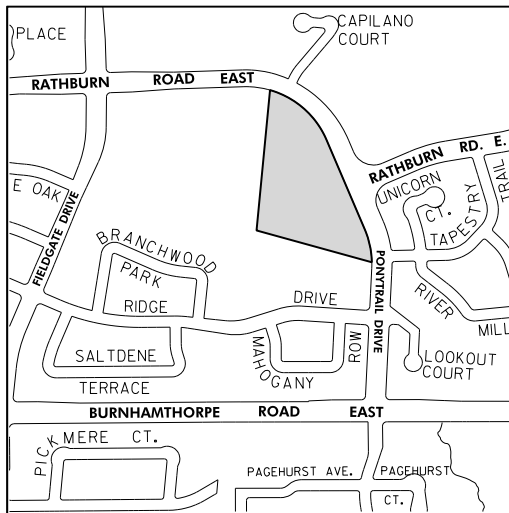 PLACE
CAPILANO
COURT
RATHBURN ROAD EAST
RATHBURN RD. E.
UNICORN
CT.
TAPESTRY
TRAIL
E OAK
FIELDGATE DRIVE
BRANCHWOOD
PARK
RIDGE DRIVE
PONYTRAIL DRIVE
RIVER
MILL
SALTDENE
TERRACE
MAHOGANY
ROW
LOOKOUT
COURT
BURNHAMTHORPE ROAD EAST
PICKMERE CT.
PAGEHURST AVE.
PAGEHURST
CT.